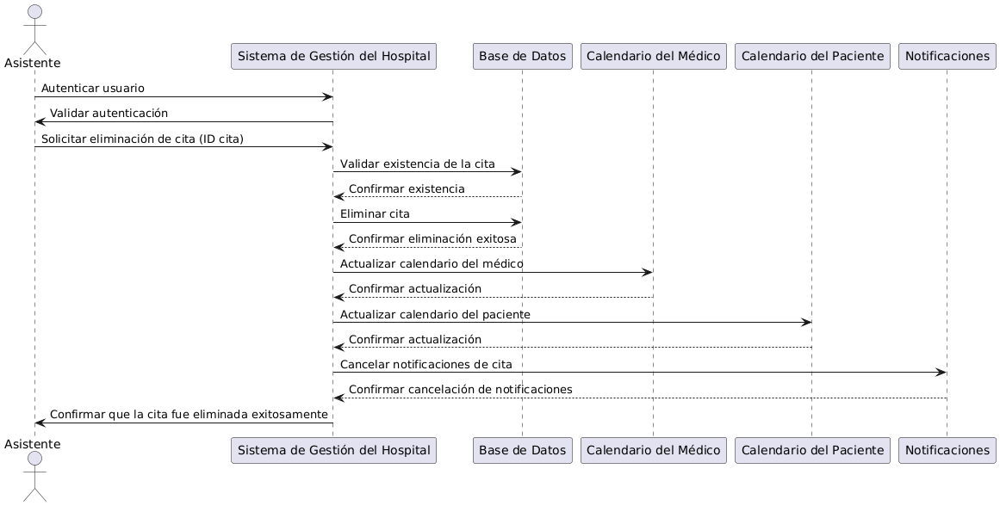 Asistente
Sistema de Gestión del Hospital
Base de Datos
Calendario del Médico
Calendario del Paciente
Notificaciones
Autenticar usuario
Validar autenticación
Solicitar eliminación de cita (ID cita)
Validar existencia de la cita
Confirmar existencia
Eliminar cita
Confirmar eliminación exitosa
Actualizar calendario del médico
Confirmar actualización
Actualizar calendario del paciente
Confirmar actualización
Cancelar notificaciones de cita
Confirmar cancelación de notificaciones
Confirmar que la cita fue eliminada exitosamente
Asistente
Sistema de Gestión del Hospital
Base de Datos
Calendario del Médico
Calendario del Paciente
Notificaciones